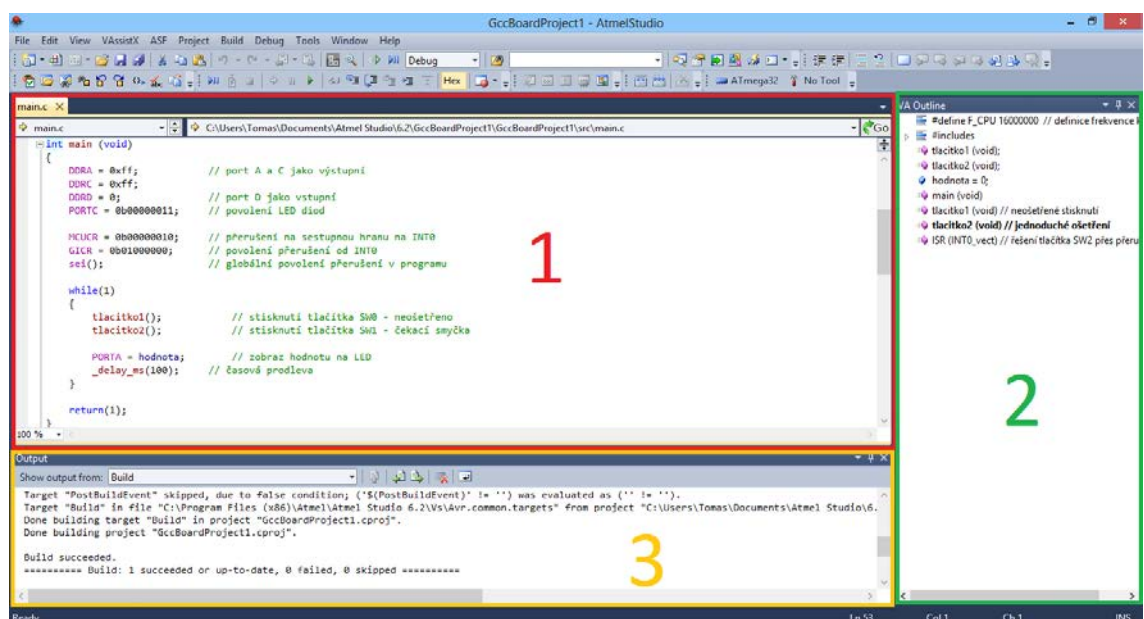 GccBoardProject1 - AtmelStudio
File Edit View VAssistX ASF Project Build Debug Tools Window Help
Debug
Hex ATmega32 No Tool
main.c
main.c C:\Users\Tomas\Documents\Atmel Studio\6.2\GccBoardProject1\GccBoardProject1\src\main.c Go
int main (void)
{
DDRA = 0xff; // port A a C jako výstupní
DDRC = 0xff;
DDRD = 0; // port D jako vstupní
PORTC = 0b00000011; // povolení LED diod
MCUCR = 0b00000010; // přerušení na sestupnou hranu na INT0
GICR = 0b01000000; // povolení přerušení od INT0
sei(); // globální povolení přerušení v programu
while(1)
{
tlacitko1(); // stisknutí tlačítka SW0 - neošetřeno
tlacitko2(); // stisknutí tlačítka SW1 - čekací smyčka
PORTA = hodnota; // zobraz hodnotu na LED
_delay_ms(100); // časová prodleva
}
return(1);
}
100 %
1
VA Outline
#define F_CPU 16000000 // definice frekvence k
#includes
tlacitko1 (void);
tlacitko2 (void);
hodnota = 0;
main (void)
tlacitko1 (void) // neošetřené stisknutí
tlacitko2 (void) // jednoduché ošetření
ISR (INT0_vect) // řešení tlačítka SW2 přes přeru
2
Output
Show output from: Build
Target "PostBuildEvent" skipped, due to false condition; ('$(PostBuildEvent)' != '') was evaluated as ('' != '').
Target "Build" in file "C:\Program Files (x86)\Atmel\Atmel Studio 6.2\Vs\Avr.common.targets" from project "C:\Users\Tomas\Documents\Atmel Studio\6.
Done building target "Build" in project "GccBoardProject1.cproj".
Done building project "GccBoardProject1.cproj".
Build succeeded.
========== Build: 1 succeeded or up-to-date, 0 failed, 0 skipped ==========
3
Ready Ln 53 Col 1 Ch 1 INS